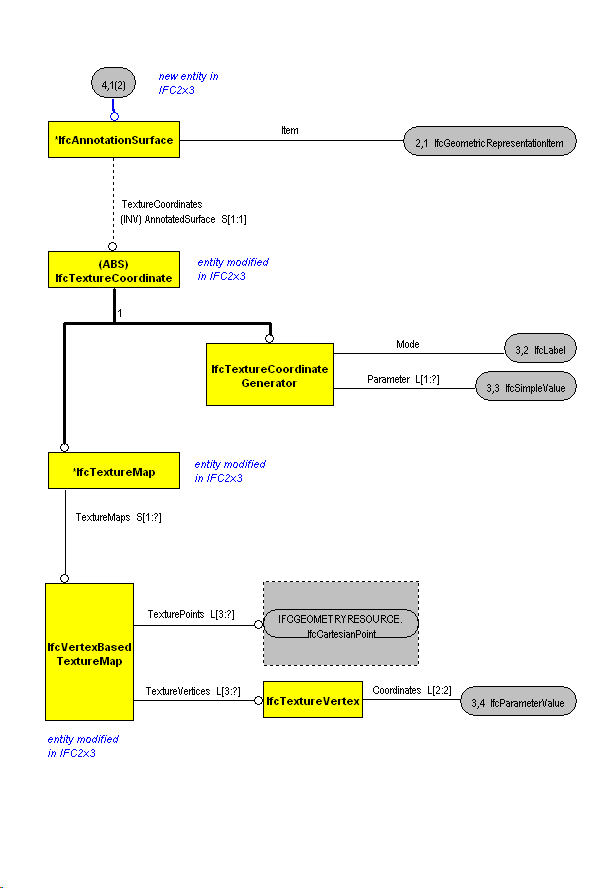 4,1(2)
new entity in
IFC2x3
*IfcAnnotationSurface
Item
2,1 IfcGeometricRepresentationItem
TextureCoordinates
(INV) AnnotatedSurface S[1:1]
(ABS)
IfcTextureCoordinate
entity modified
in IFC2x3
1
IfcTextureCoordinate
Generator
Mode
3,2 IfcLabel
Parameter L[1:?]
3,3 IfcSimpleValue
*IfcTextureMap
entity modified
in IFC2x3
TextureMaps S[1:?]
IfcVertexBased
TextureMap
TexturePoints L[3:?]
IFCGEOMETRYRESOURCE.
IfcCartesianPoint
TextureVertices L[3:?]
IfcTextureVertex
Coordinates L[2:2]
3,4 IfcParameterValue
entity modified
in IFC2x3